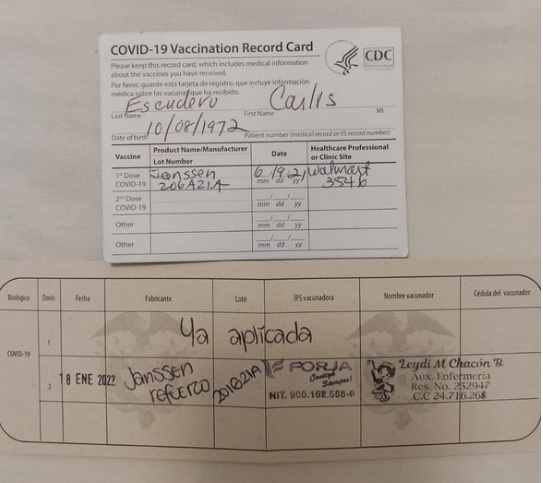 COVID-19 Vaccination Record Card
CDC
Please keep this record card, which includes medical information
about the vaccines you have received.
Por favor, guarde esta tarjeta de registro, que incluye información
médica sobre las vacunas que ha recibido.
Escudero Carlis
Last Name First Name MI
10/08/1972
Date of birth Patient number (medical record or IIS record number)
Vaccine Product Name/Manufacturer Date Healthcare Professional
Lot Number or Clinic Site
1st Dose Janssen 6/9/21 Walmart
COVID-19 206A21A mm dd yy 3546
2nd Dose
COVID-19 mm dd yy
Other
mm dd yy
Other
mm dd yy
Biológico Dosis Fecha Fabricante Lote IPS vacunadora Nombre vacunador Cédula del vacunador
1 Ya aplicada
COVID-19
2 18 ENE 2022 Janssen
refuerzo
FORJA
Contigo
Siempre!
NIT. 900.162.688-6
Leydi M Chacón R.
Aux. Enfermería
Res. No. 252947
C.C 24.716.268